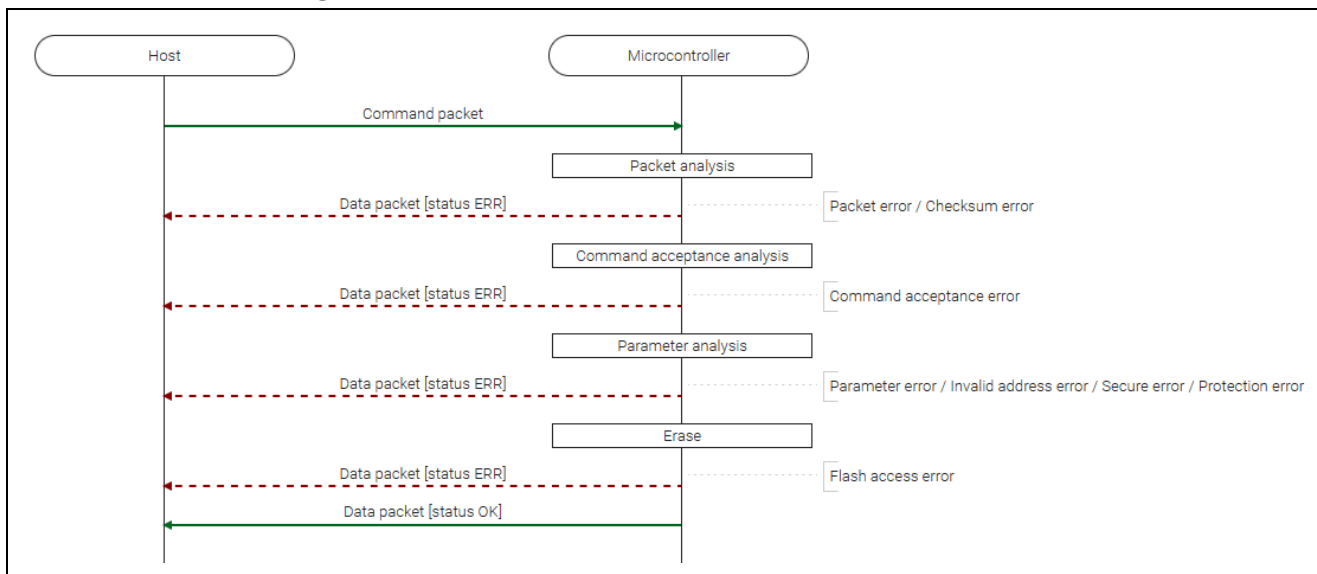 Host
Microcontroller
Command packet
Packet analysis
Data packet [status ERR]
Packet error / Checksum error
Command acceptance analysis
Data packet [status ERR]
Command acceptance error
Parameter analysis
Data packet [status ERR]
Parameter error / Invalid address error / Secure error / Protection error
Erase
Data packet [status ERR]
Flash access error
Data packet [status OK]